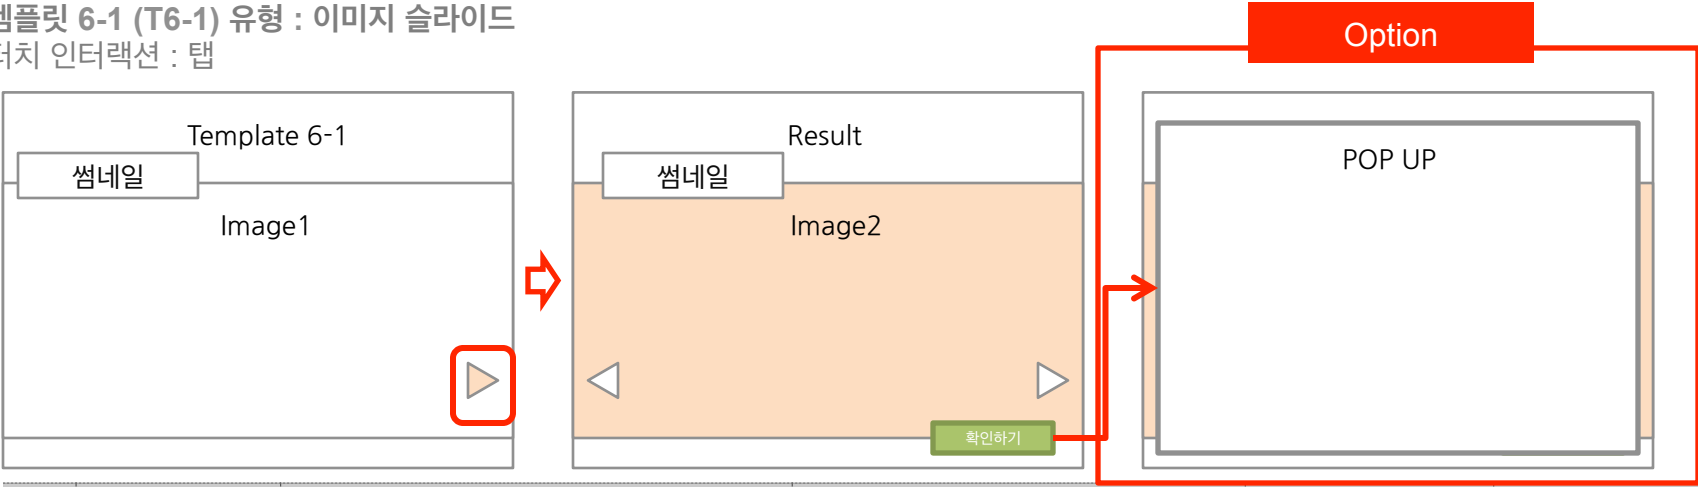 템플릿 6-1 (T6-1) 유형 : 이미지 슬라이드
터치 인터랙션 : 탭
Option
Template 6-1
썸네일
Image1
Result
썸네일
Image2
확인하기
POP UP